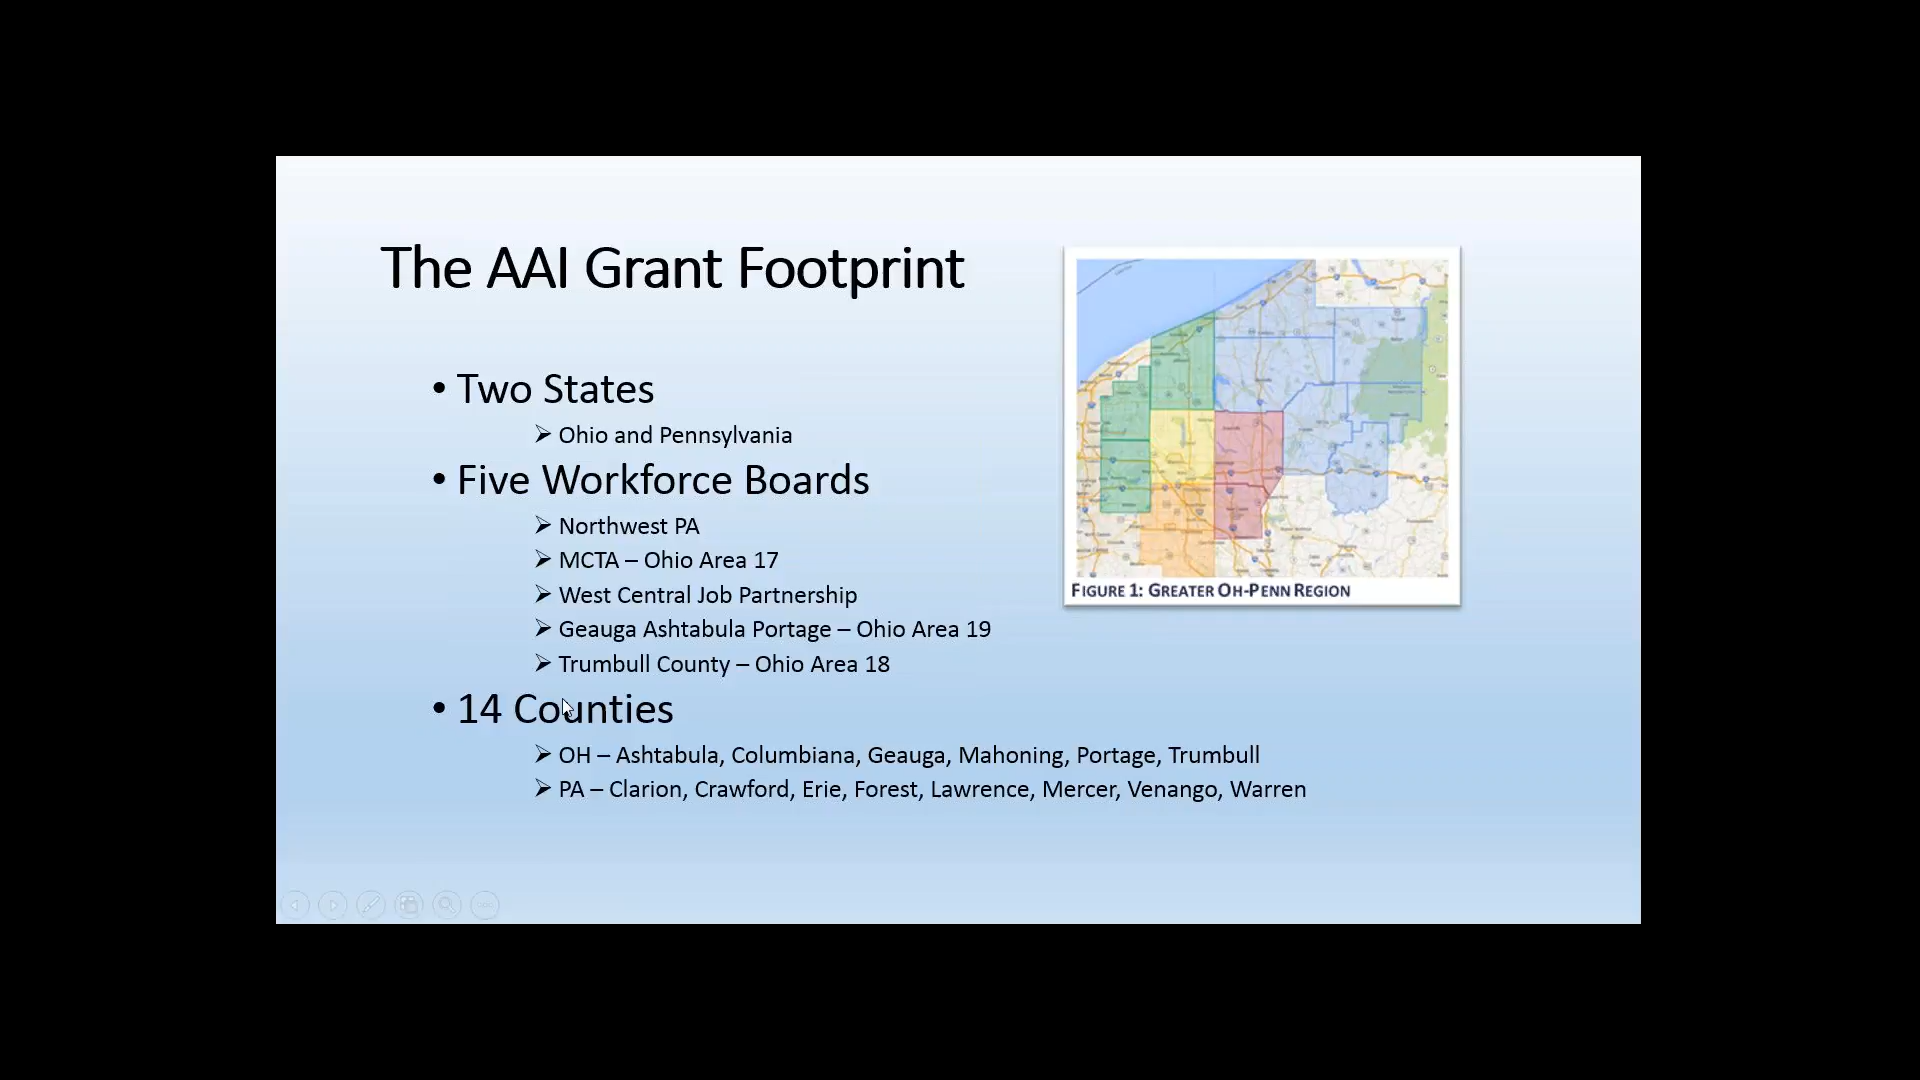 The AAI Grant Footprint
• Two States
➢ Ohio and Pennsylvania
• Five Workforce Boards
➢ Northwest PA
➢ MCTA – Ohio Area 17
➢ West Central Job Partnership
➢ Geauga Ashtabula Portage – Ohio Area 19
➢ Trumbull County – Ohio Area 18
• 14 Counties
➢ OH – Ashtabula, Columbiana, Geauga, Mahoning, Portage, Trumbull
➢ PA – Clarion, Crawford, Erie, Forest, Lawrence, Mercer, Venango, Warren
FIGURE 1: GREATER OH-PENN REGION